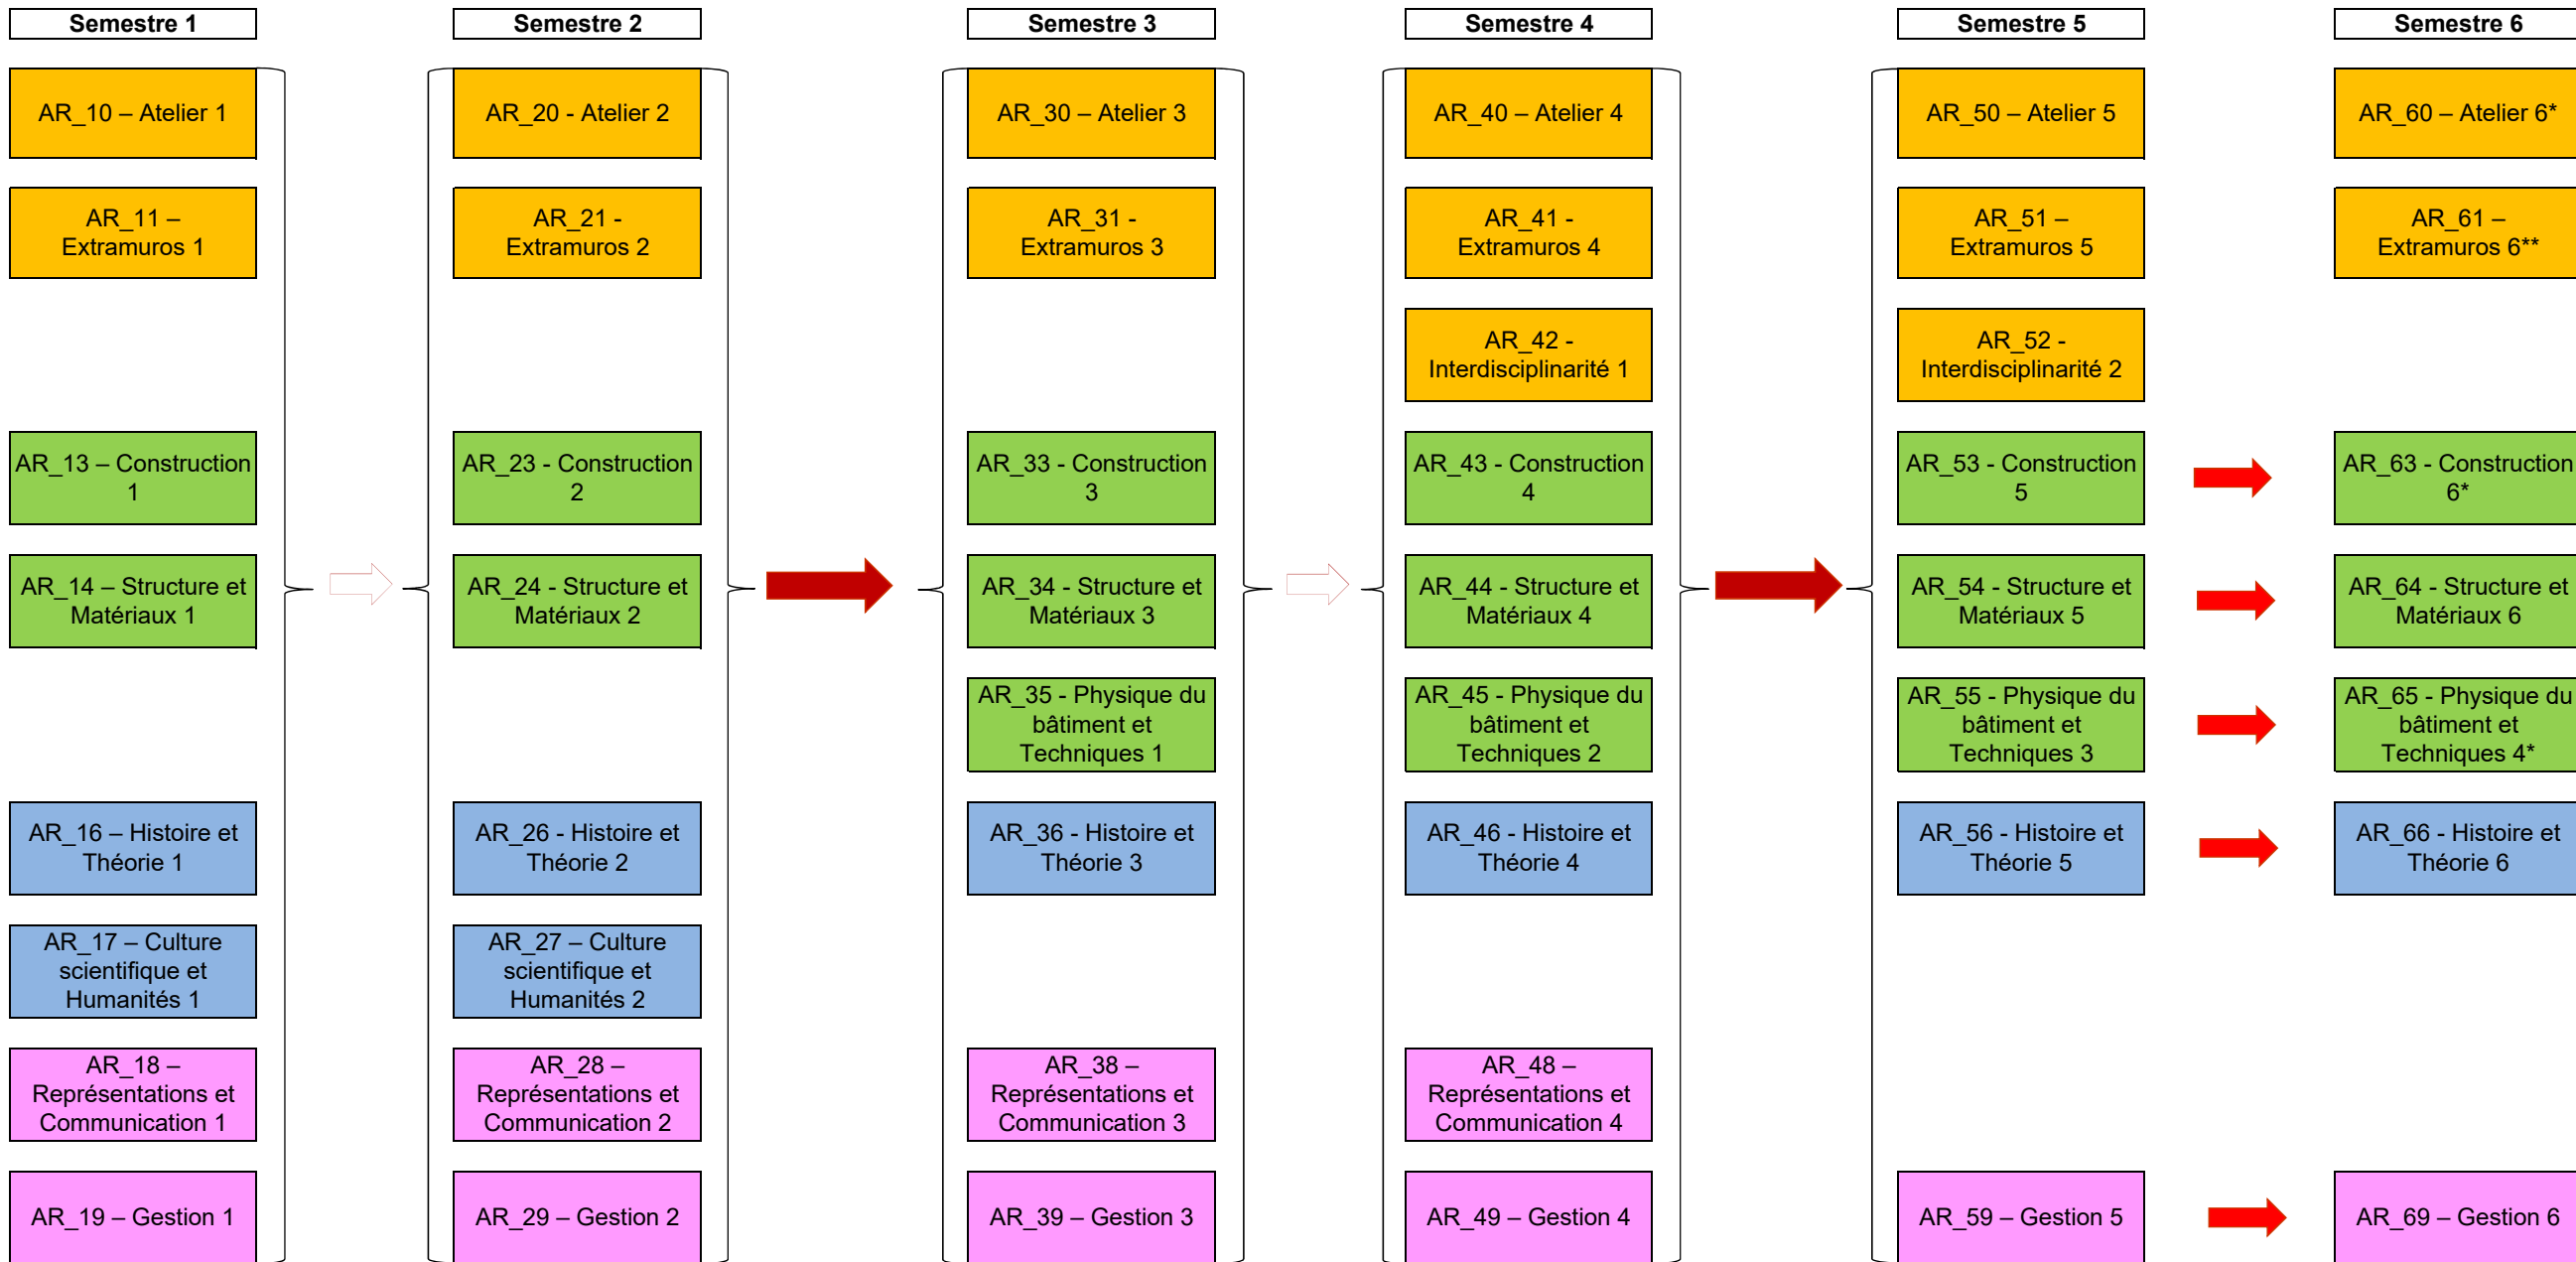 Semestre 1
Semestre 2
Semestre 3
Semestre 4
Semestre 5
Semestre 6
AR_10 – Atelier 1
AR_20 - Atelier 2
AR_30 – Atelier 3
AR_40 – Atelier 4
AR_50 – Atelier 5
AR_60 – Atelier 6*
AR_11 –
Extramuros 1
AR_21 -
Extramuros 2
AR_31 -
Extramuros 3
AR_41 -
Extramuros 4
AR_51 –
Extramuros 5
AR_61 –
Extramuros 6**
AR_42 -
Interdisciplinarité 1
AR_52 -
Interdisciplinarité 2
AR_13 – Construction
1
AR_23 - Construction
2
AR_33 - Construction
3
AR_43 - Construction
4
AR_53 - Construction
5
AR_63 - Construction
6*
AR_14 – Structure et
Matériaux 1
AR_24 - Structure et
Matériaux 2
AR_34 - Structure et
Matériaux 3
AR_44 - Structure et
Matériaux 4
AR_54 - Structure et
Matériaux 5
AR_64 - Structure et
Matériaux 6
AR_35 - Physique du
bâtiment et
Techniques 1
AR_45 - Physique du
bâtiment et
Techniques 2
AR_55 - Physique du
bâtiment et
Techniques 3
AR_65 - Physique du
bâtiment et
Techniques 4*
AR_16 – Histoire et
Théorie 1
AR_26 - Histoire et
Théorie 2
AR_36 - Histoire et
Théorie 3
AR_46 - Histoire et
Théorie 4
AR_56 - Histoire et
Théorie 5
AR_66 - Histoire et
Théorie 6
AR_17 – Culture
scientifique et
Humanités 1
AR_27 – Culture
scientifique et
Humanités 2
AR_18 –
Représentations et
Communication 1
AR_28 –
Représentations et
Communication 2
AR_38 –
Représentations et
Communication 3
AR_48 –
Représentations et
Communication 4
AR_19 – Gestion 1
AR_29 – Gestion 2
AR_39 – Gestion 3
AR_49 – Gestion 4
AR_59 – Gestion 5
AR_69 – Gestion 6